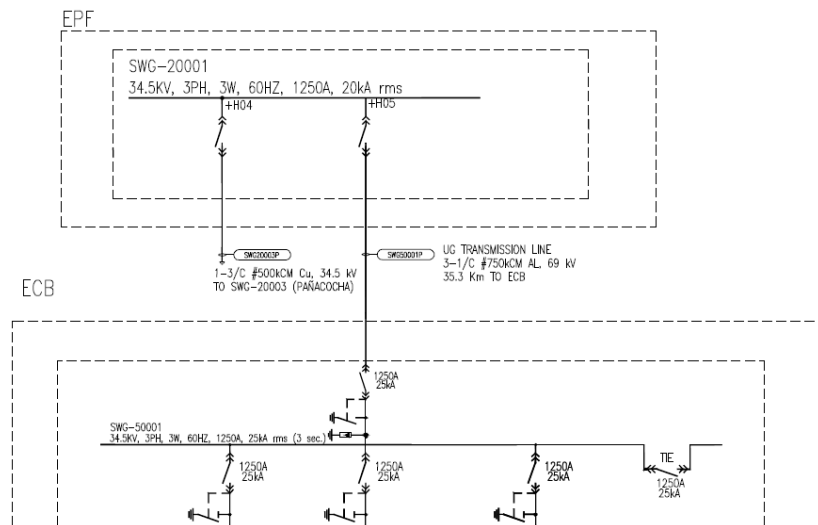 EPF
SWG-20001
34.5KV, 3PH, 3W, 60HZ, 1250A, 20kA rms
+H04
+H05
SWG20003P
1-3/C #500kCM Cu, 34.5 kV
TO SWG-20003 (PAÑACOCHA)
SWG50001P
UG TRANSMISSION LINE
3-1/C #750kCM AL, 69 kV
35.3 Km TO ECB
ECB
1250A
25kA
SWG-50001
34.5KV, 3PH, 3W, 60HZ, 1250A, 25kA rms (3 sec.)
1250A
25kA
1250A
25kA
1250A
25kA
TIE
1250A
25kA